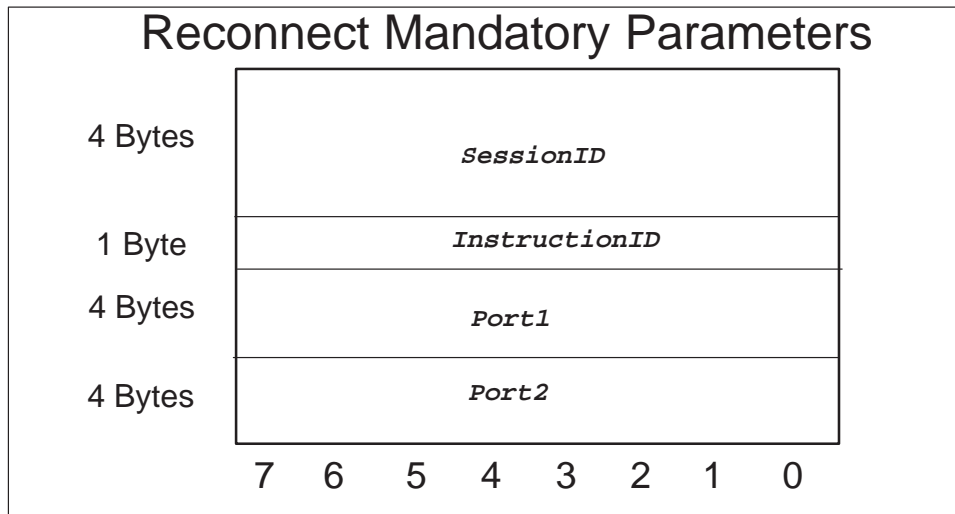 Reconnect Mandatory Parameters
4 Bytes
SessionID
1 Byte
InstructionID
4 Bytes
Port1
4 Bytes
Port2
7 6 5 4 3 2 1 0